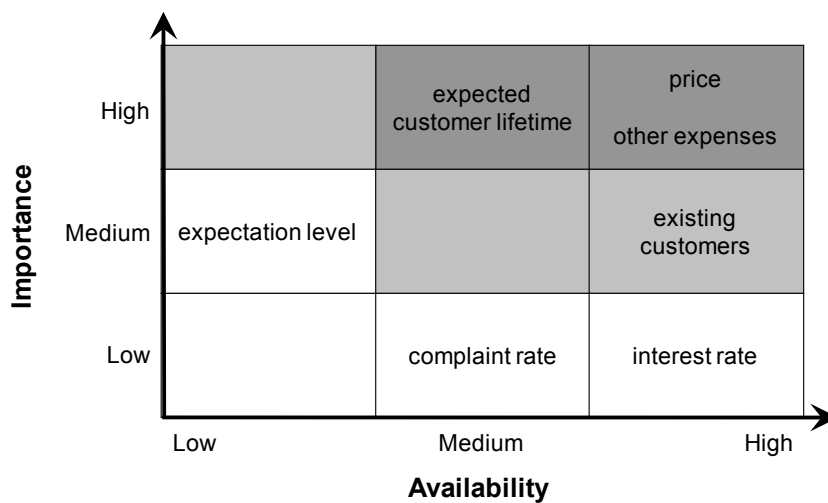 Importance
High
expected
customer lifetime
price
other expenses
Medium
expectation level
existing
customers
Low
complaint rate
interest rate
Low
Medium
High
Availability